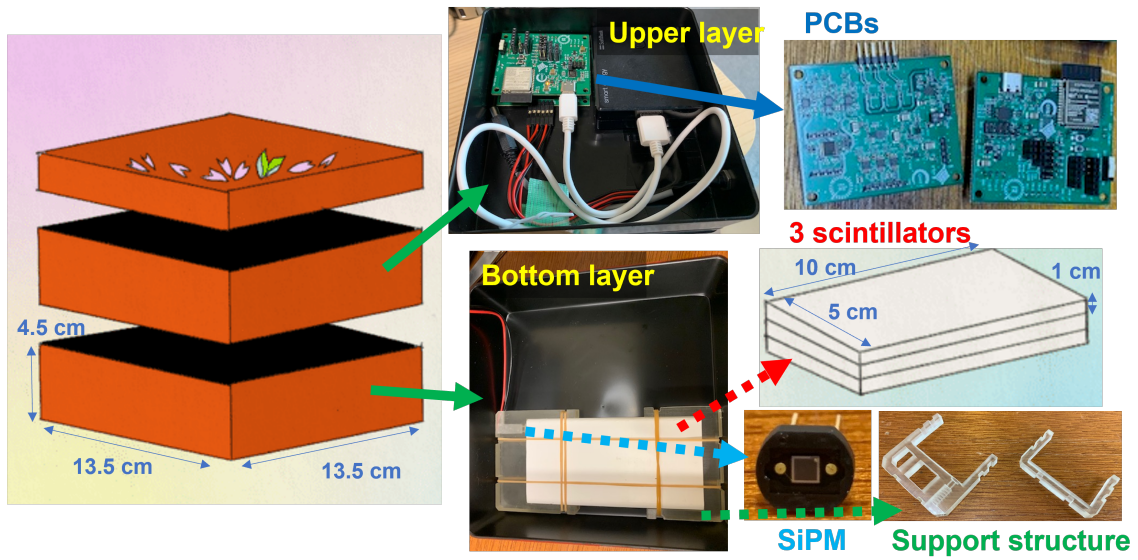 Upper layer
PCBs
3 scintillators
10 cm
1 cm
5 cm
Bottom layer
4.5 cm
13.5 cm
13.5 cm
SiPM
Support structure
smart